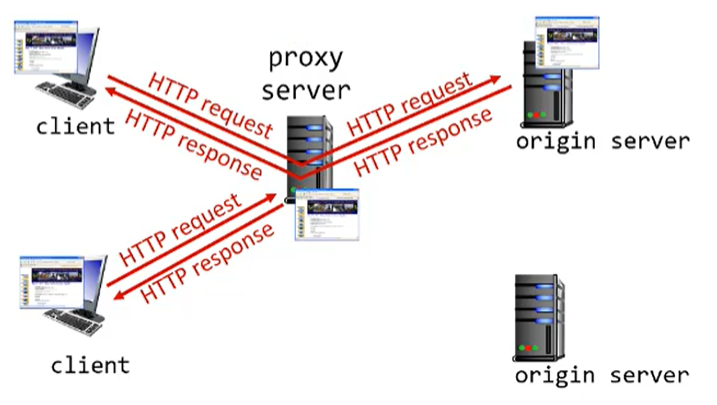 proxy
server
client
HTTP request
HTTP response
HTTP request
HTTP response
origin server
HTTP request
HTTP response
client
origin server